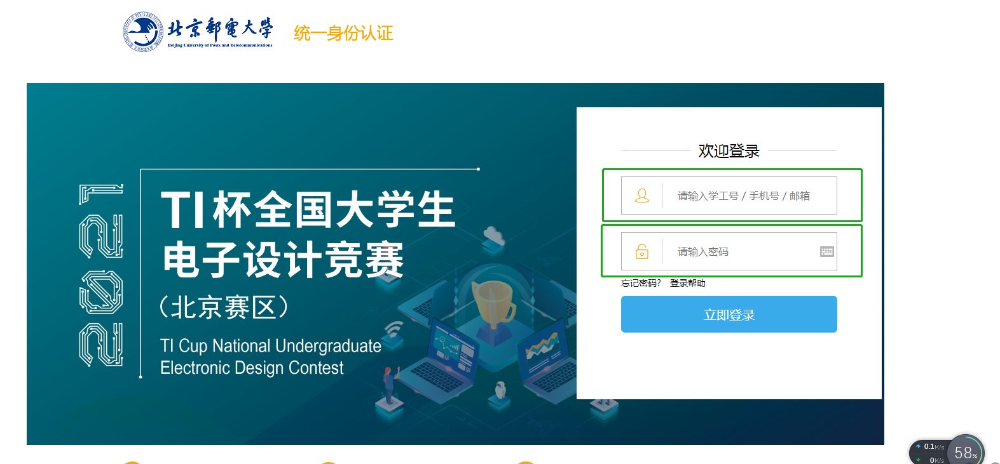 北京郵電大學
Beijing University of Posts and Telecommunications
统一身份认证
2021
TI杯全国大学生
电子设计竞赛
（北京赛区）
TI Cup National Undergraduate
Electronic Design Contest
欢迎登录
请输入学工号 / 手机号 / 邮箱
请输入密码
忘记密码? 登录帮助
立即登录
0.1K/s
0K/s
58%